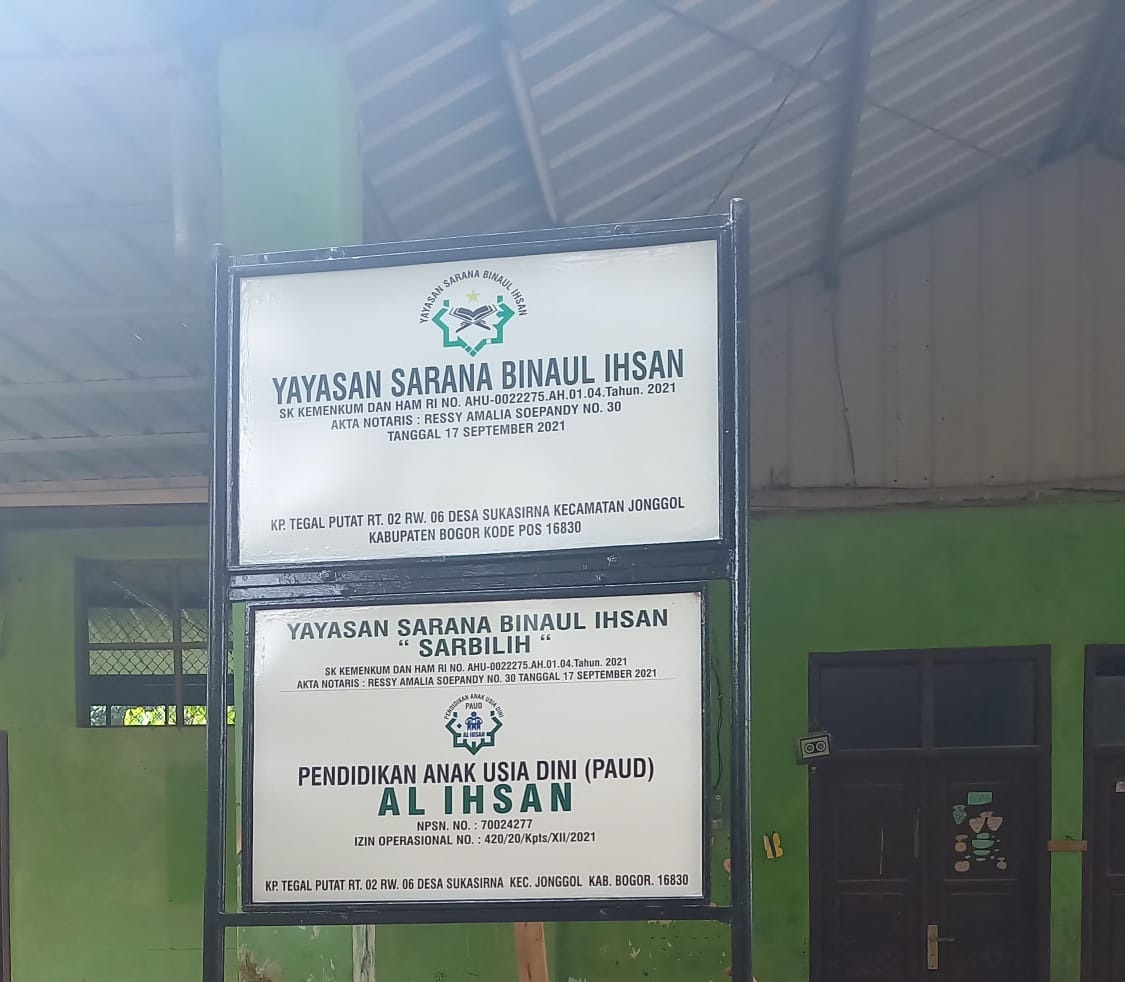 YAYASAN SARANA BINAUL IHSAN
YAYASAN SARANA BINAUL IHSAN
SK KEMENKUM DAN HAM RI NO. AHU-0022275.AH.01.04.Tahun. 2021
AKTA NOTARIS : RESSY AMALIA SOEPANDY NO. 30
TANGGAL 17 SEPTEMBER 2021
KP. TEGAL PUTAT RT. 02 RW. 06 DESA SUKASIRNA KECAMATAN JONGGOL
KABUPATEN BOGOR KODE POS 16830
YAYASAN SARANA BINAUL IHSAN
“ SARBILIH “
SK KEMENKUM DAN HAM RI NO. AHU-0022275.AH.01.04.Tahun. 2021
AKTA NOTARIS : RESSY AMALIA SOEPANDY NO. 30 TANGGAL 17 SEPTEMBER 2021
PENDIDIKAN ANAK USIA DINI
PAUD
AL IHSAN
PENDIDIKAN ANAK USIA DINI (PAUD)
AL IHSAN
NPSN. NO. : 70024277
IZIN OPERASIONAL NO. : 420/20/Kpts/XII/2021
KP. TEGAL PUTAT RT. 02 RW. 06 DESA SUKASIRNA KEC. JONGGOL KAB. BOGOR. 16830